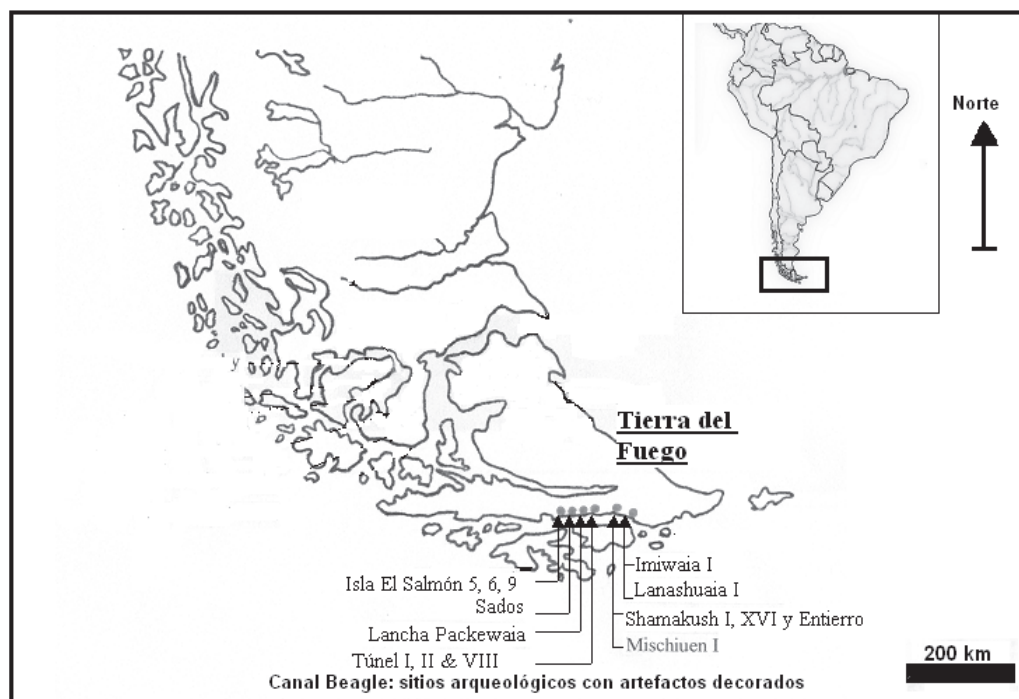 Norte
Tierra del
Fuego
Imiwaia I
Isla El Salmón 5, 6, 9
Lanashuaia I
Sados
Shamakush I, XVI y Entierro
Lancha Packewaia
Mischiuen I
Túnel I, II & VIII
200 km
Canal Beagle: sitios arqueológicos con artefactos decorados